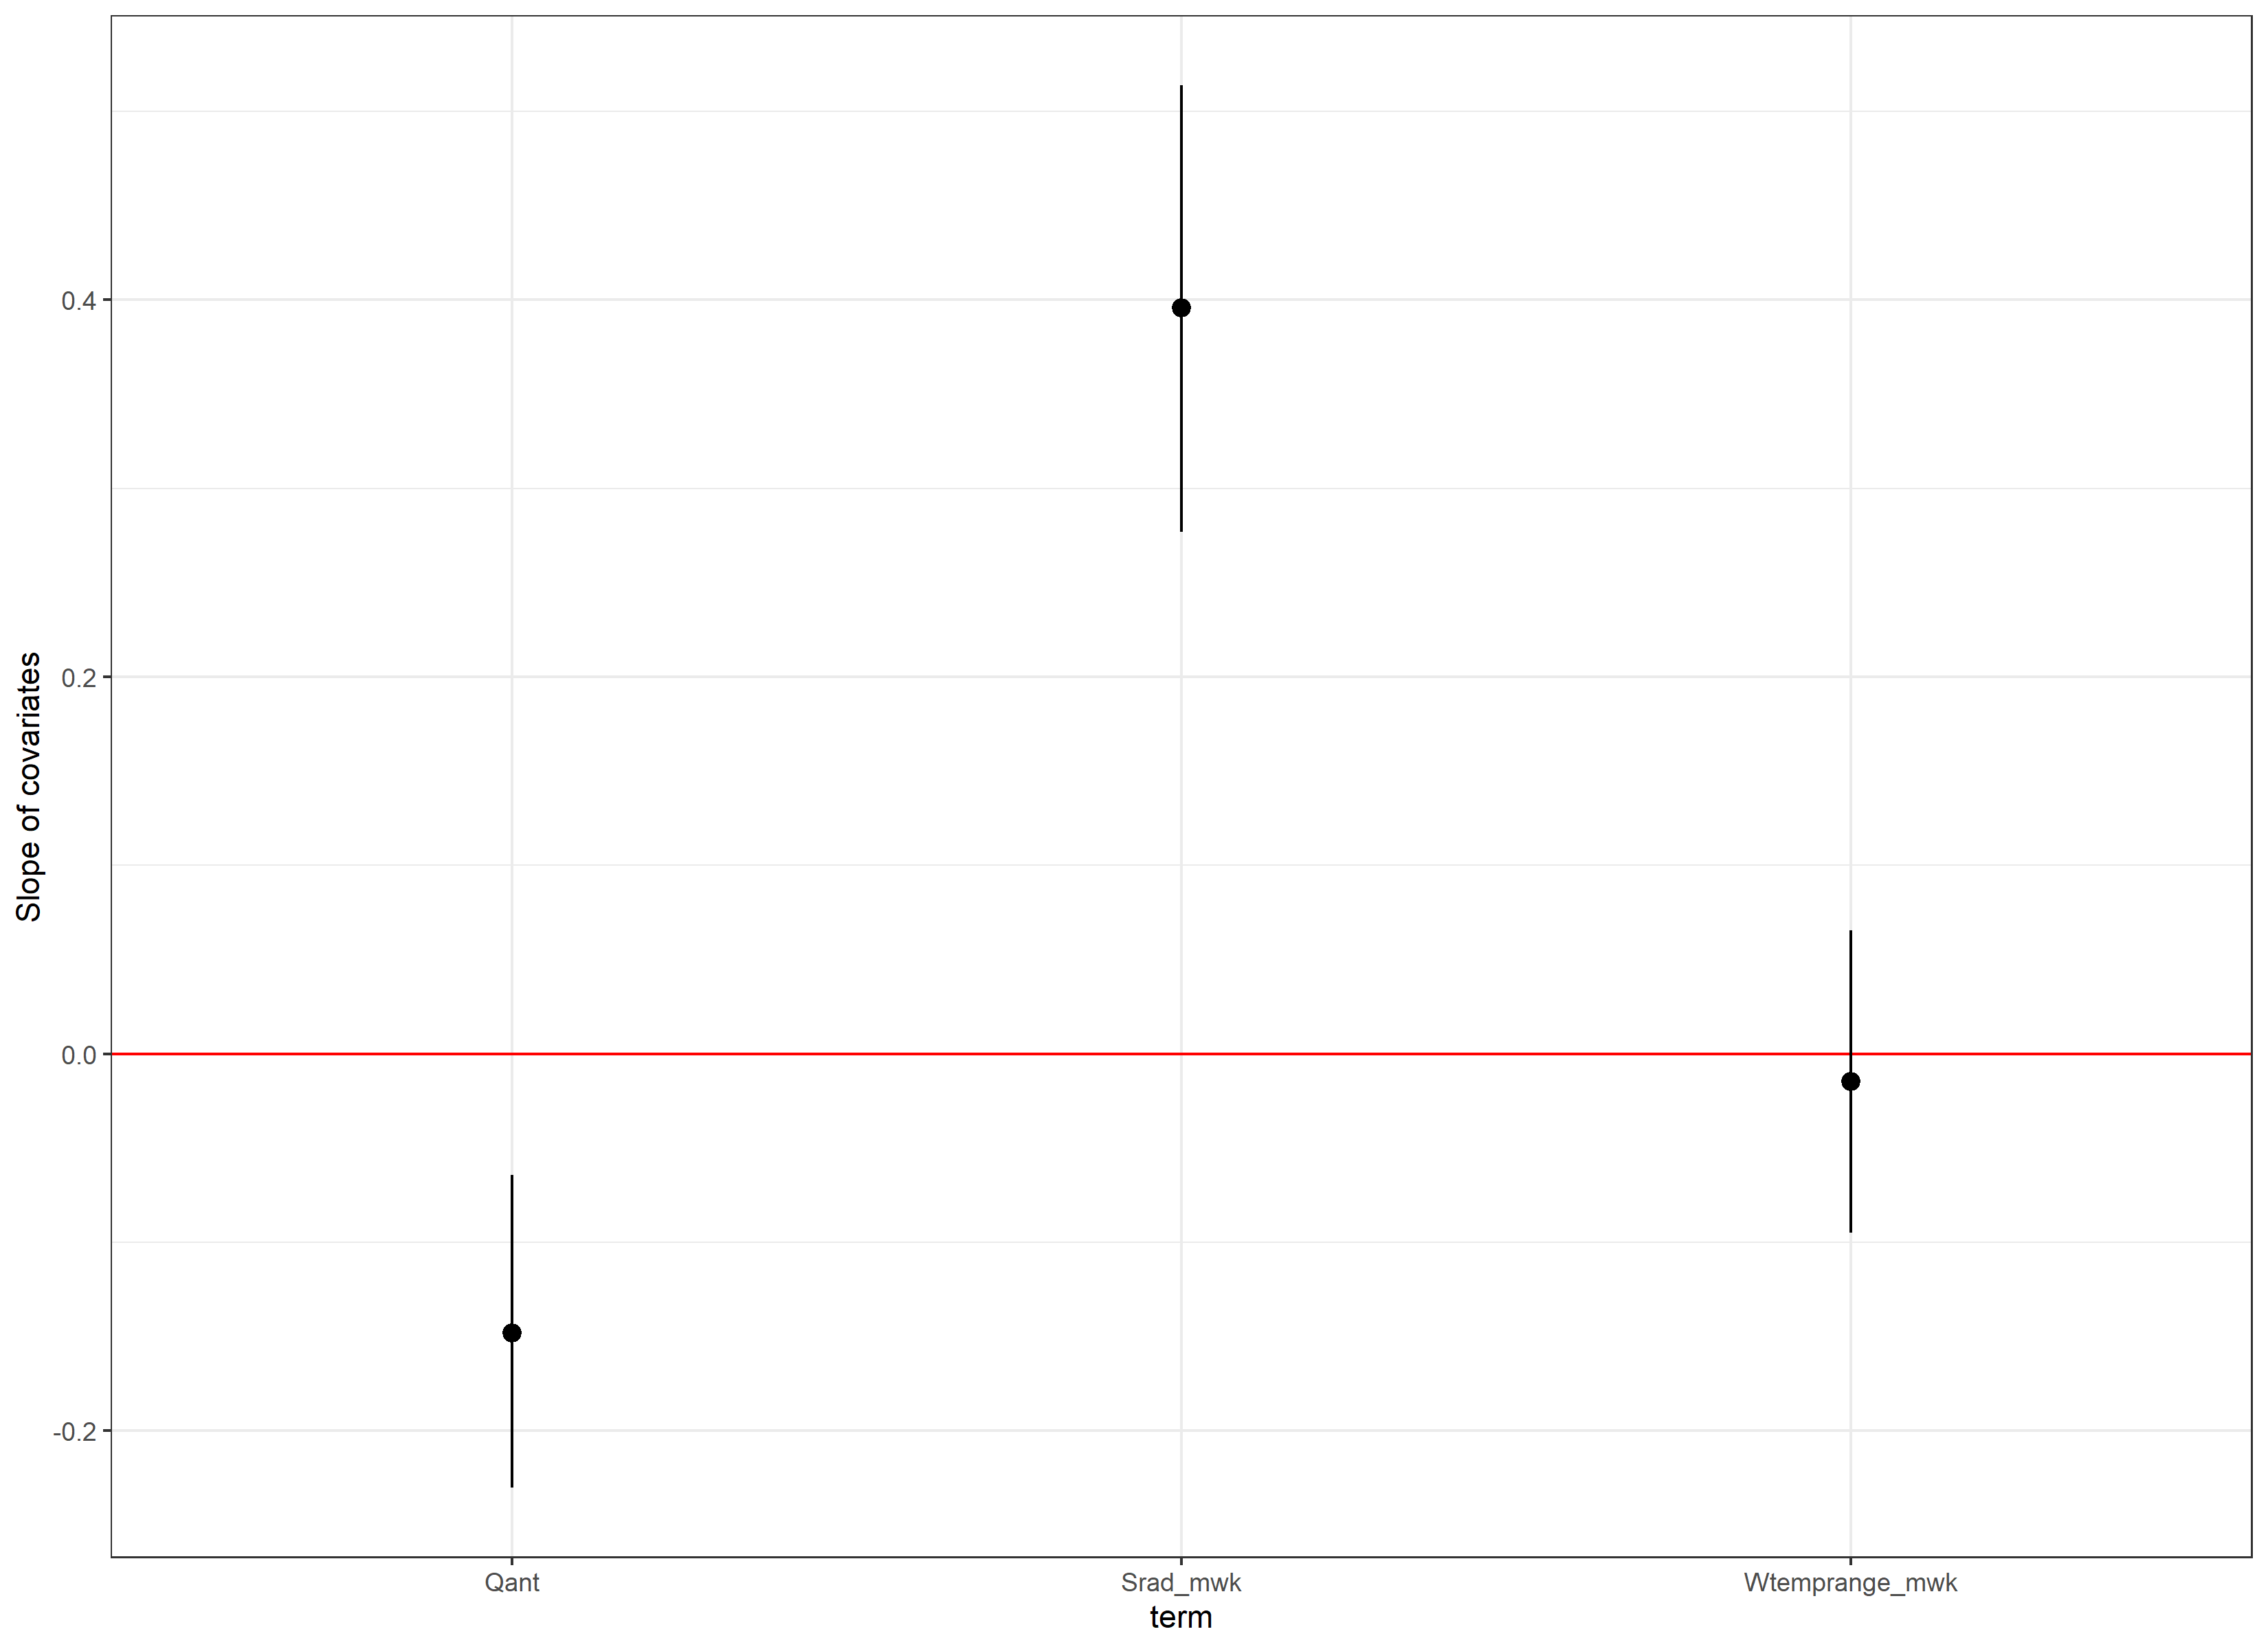 Slope of covariates
0.4
0.2
0.0
-0.2
Qant
Srad_mwk
Wtemprange_mwk
term